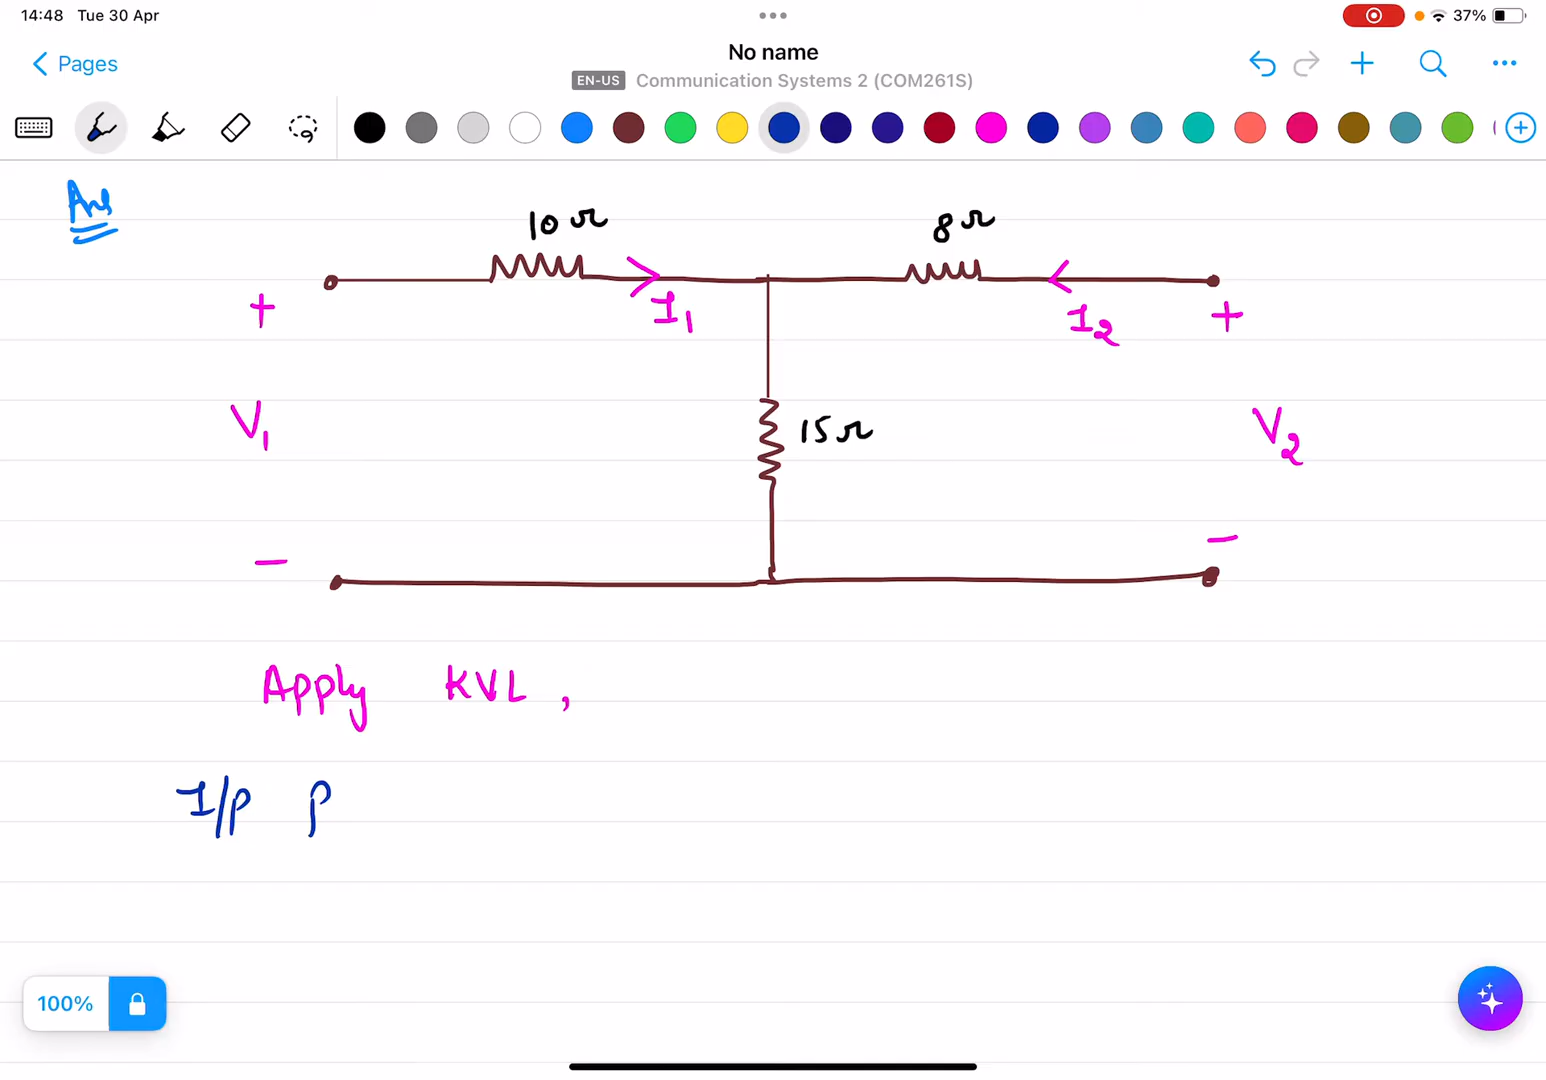 14:48 Tue 30 Apr
37%
Pages
No name
EN-US Communication Systems 2 (COM261S)
Ans
10 Ω
8 Ω
I1
I2
+
+
V1
15 Ω
V2
−
−
Apply KVL,
I/p p
100%